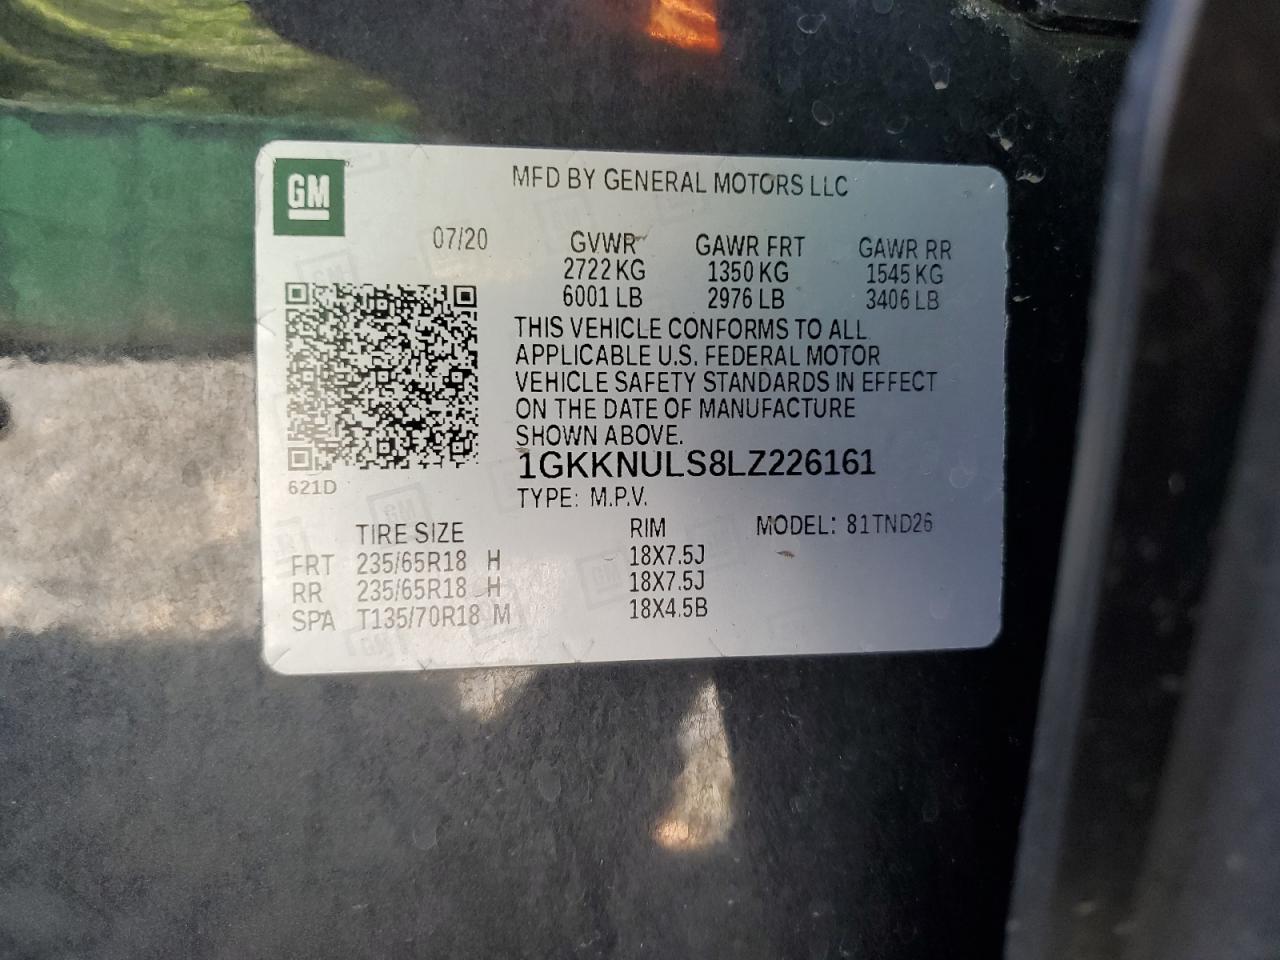 GM
MFD BY GENERAL MOTORS LLC
07/20
GVWR GAWR FRT GAWR RR
2722 KG 1350 KG 1545 KG
6001 LB 2976 LB 3406 LB
THIS VEHICLE CONFORMS TO ALL
APPLICABLE U.S. FEDERAL MOTOR
VEHICLE SAFETY STANDARDS IN EFFECT
ON THE DATE OF MANUFACTURE
SHOWN ABOVE.
1GKKNULS8LZ226161
621D
TYPE: M.P.V.
TIRE SIZE RIM MODEL: 81TND26
FRT 235/65R18 H 18X7.5J
RR 235/65R18 H 18X7.5J
SPA T135/70R18 M 18X4.5B